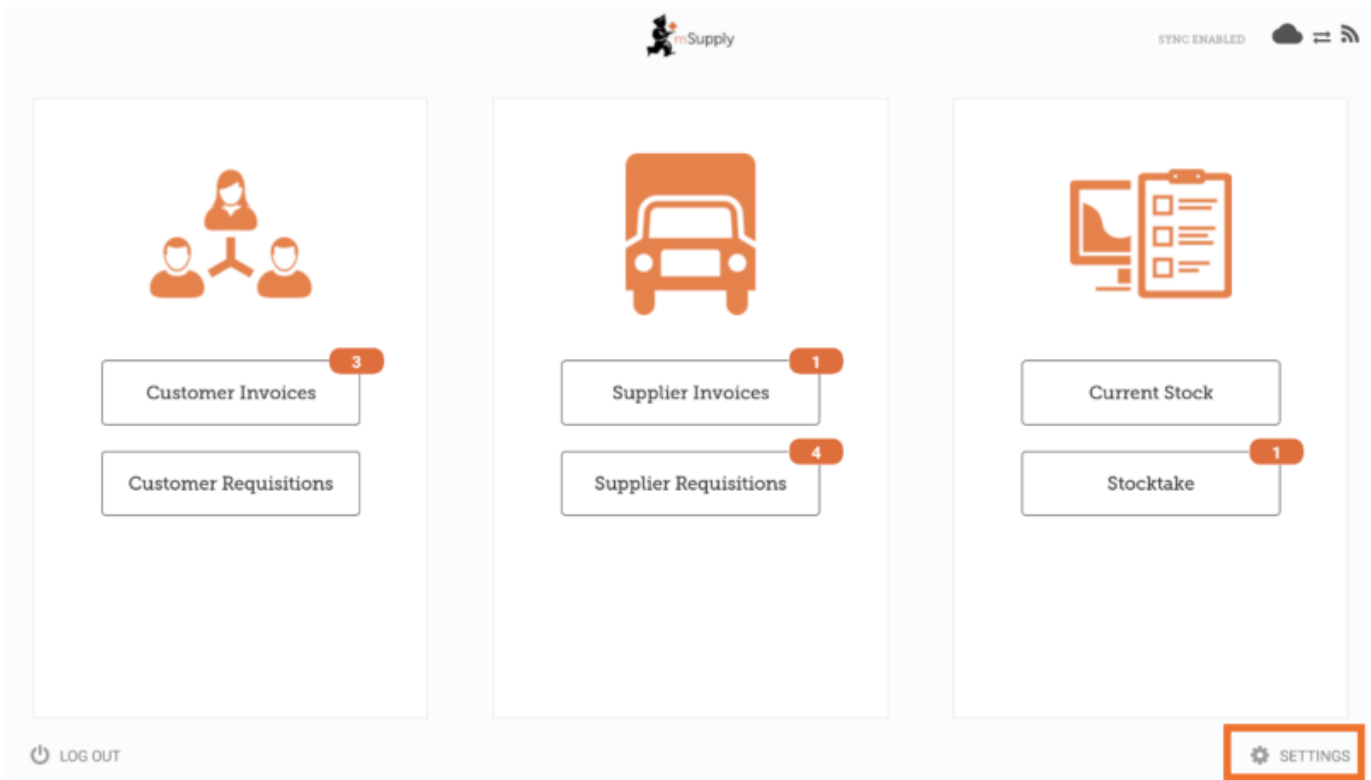 mSupply
SYNC ENABLED
3
Customer Invoices
Customer Requisitions
1
Supplier Invoices
4
Supplier Requisitions
Current Stock
1
Stocktake
LOG OUT
SETTINGS